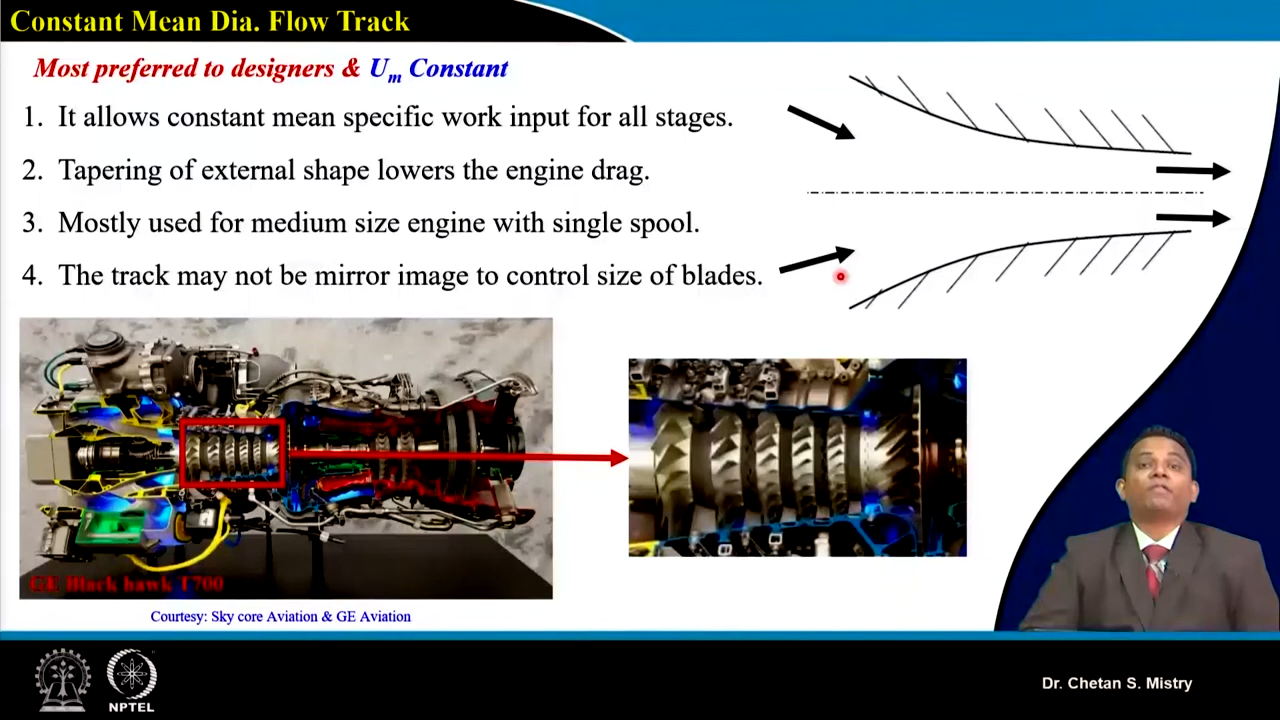 Constant Mean Dia. Flow Track
Most preferred to designers & Um Constant
1. It allows constant mean specific work input for all stages.
2. Tapering of external shape lowers the engine drag.
3. Mostly used for medium size engine with single spool.
4. The track may not be mirror image to control size of blades.
GE Black hawk T700
Courtesy: Sky core Aviation & GE Aviation
NPTEL
Dr. Chetan S. Mistry